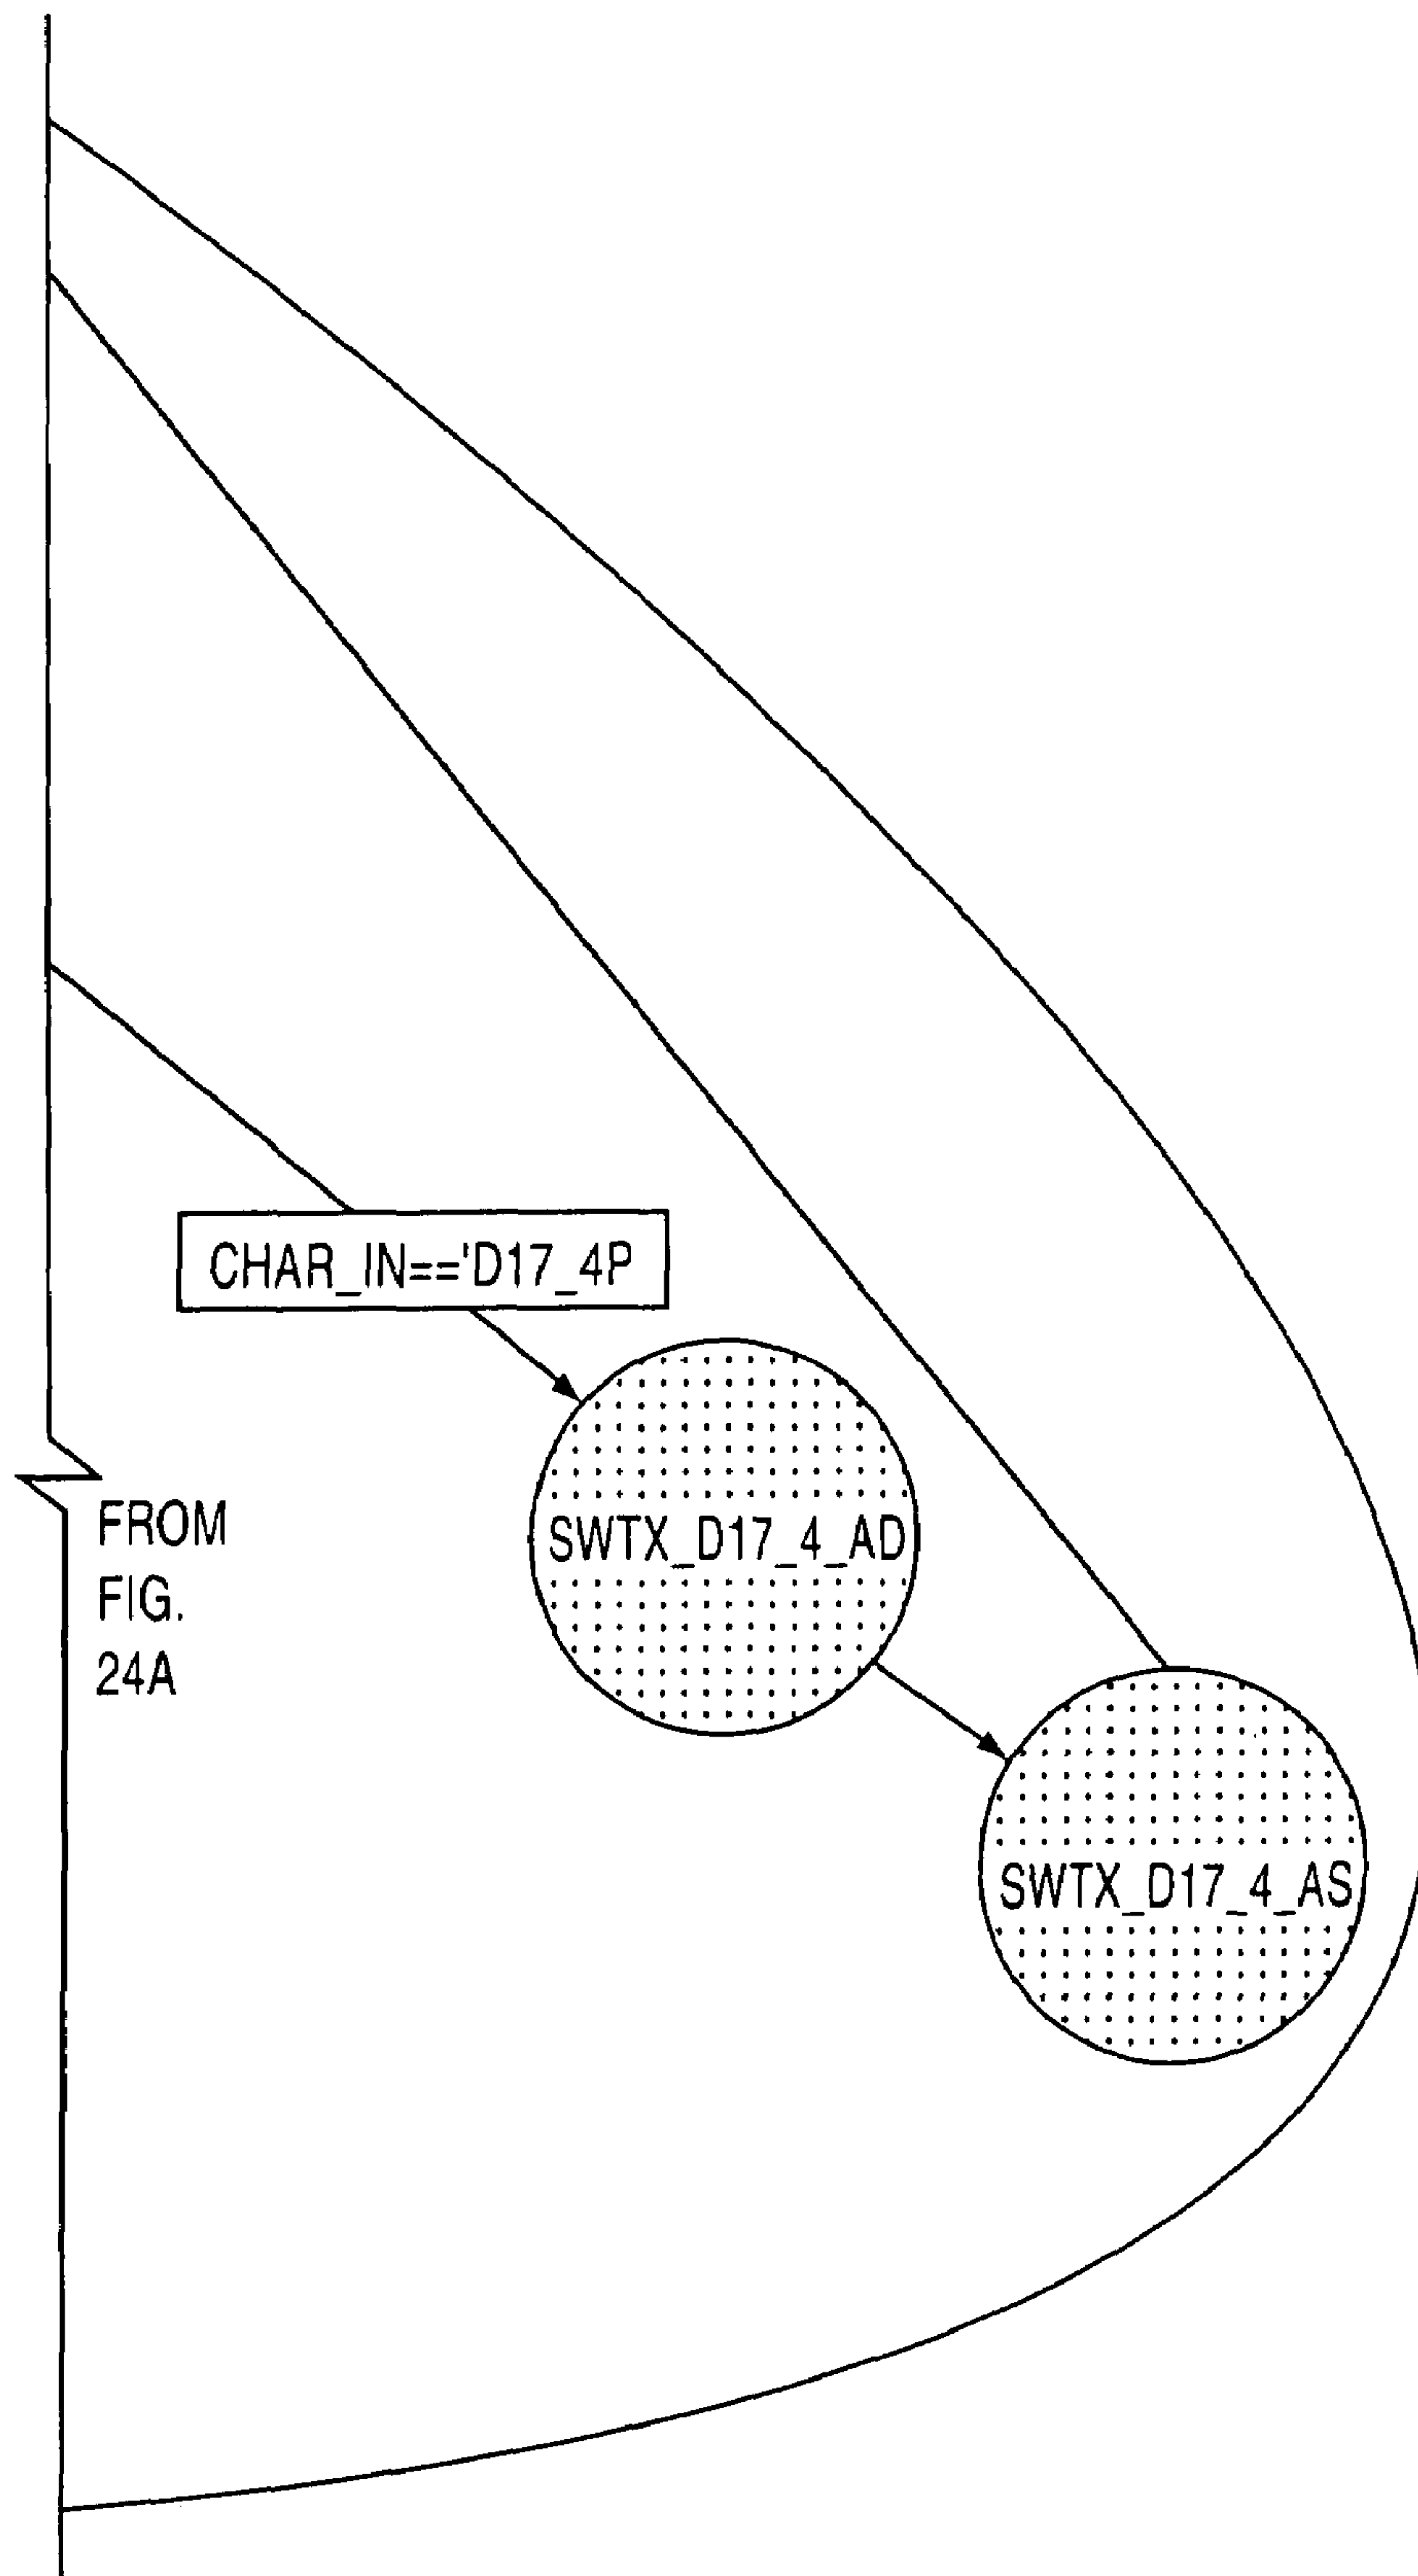 CHAR_IN=='D17_4P
SWTX_D17_4_AD
FROM
FIG.
24A
SWTX_D17_4_AS